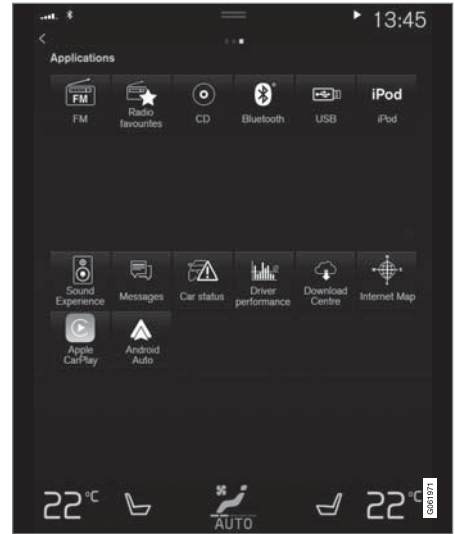 13:45
Applications
FM
FM
Radio
favourites
CD
Bluetooth
USB
iPod
iPod
Sound
Experience
Messages
Car status
Driver
performance
Download
Centre
Internet Map
Apple
CarPlay
Android
Auto
22°C
AUTO
22°C
G061971